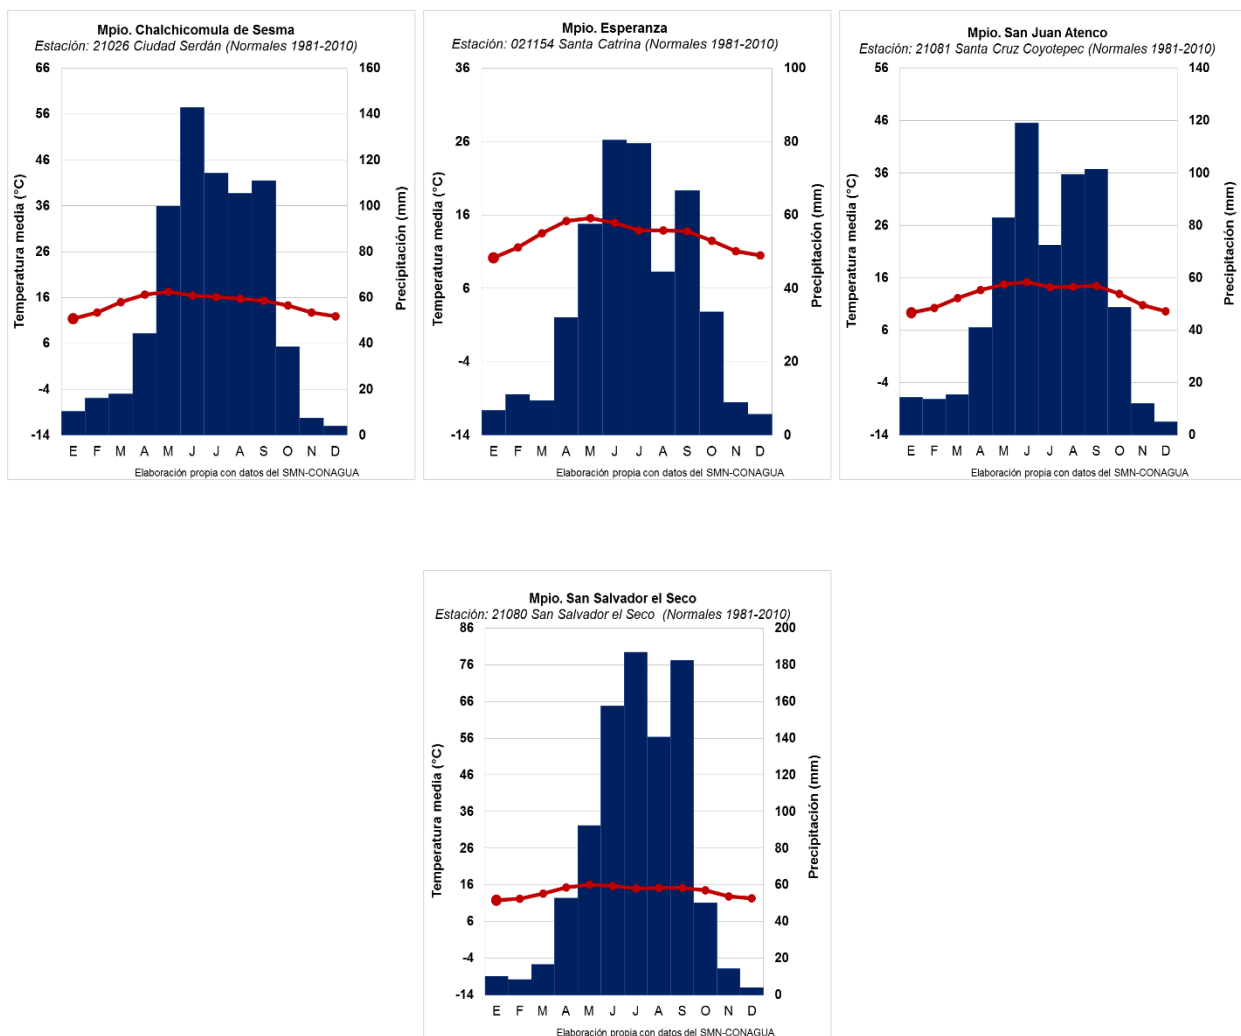 Mpio. Chalchicomula de Sesma
Estación: 21026 Ciudad Serdán (Normales 1981-2010)
Temperatura media (°C)
66
56
46
36
26
16
6
-4
-14
160
140
120
100
80
60
40
20
0
Precipitación (mm)
E F M A M J J A S O N D
Elaboración propia con datos del SMN-CONAGUA
Mpio. Esperanza
Estación: 021154 Santa Catrina (Normales 1981-2010)
Temperatura media (°C)
36
26
16
6
-4
-14
100
80
60
40
20
0
Precipitación (mm)
E F M A M J J A S O N D
Elaboración propia con datos del SMN-CONAGUA
Mpio. San Juan Atenco
Estación: 21081 Santa Cruz Coyotepec (Normales 1981-2010)
Temperatura media (°C)
56
46
36
26
16
6
-4
-14
140
120
100
80
60
40
20
0
Precipitación (mm)
E F M A M J J A S O N D
Elaboración propia con datos del SMN-CONAGUA
Mpio. San Salvador el Seco
Estación: 21080 San Salvador el Seco (Normales 1981-2010)
Temperatura media (°C)
86
76
66
56
46
36
26
16
6
-4
-14
200
180
160
140
120
100
80
60
40
20
0
Precipitación (mm)
E F M A M J J A S O N D
Elaboración propia con datos del SMN-CONAGUA